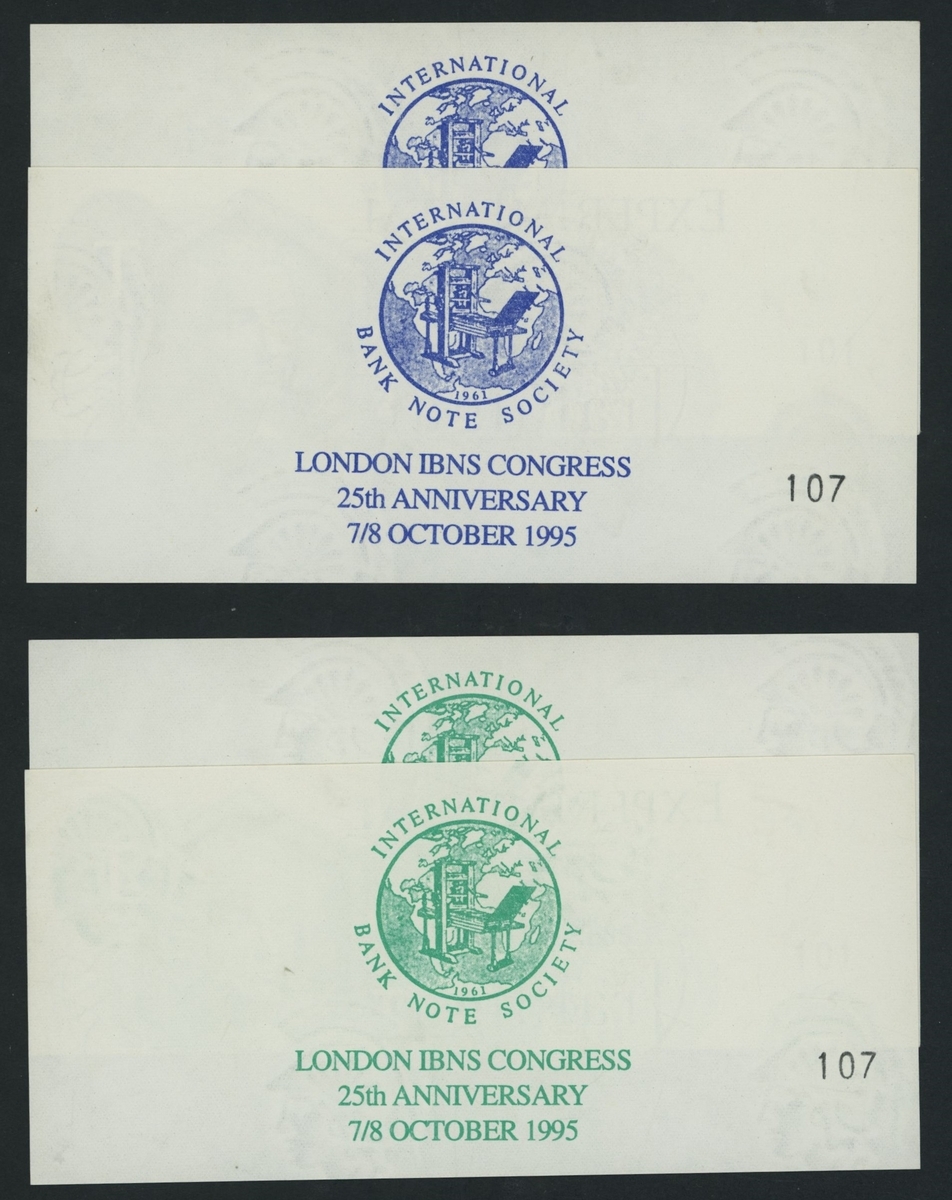 INTERNATIONAL
INTERNATIONAL
BANK NOTE SOCIETY
1961
LONDON IBNS CONGRESS
25th ANNIVERSARY
7/8 OCTOBER 1995
107
INTERNATIONAL
INTERNATIONAL
BANK NOTE SOCIETY
1961
LONDON IBNS CONGRESS
25th ANNIVERSARY
7/8 OCTOBER 1995
107